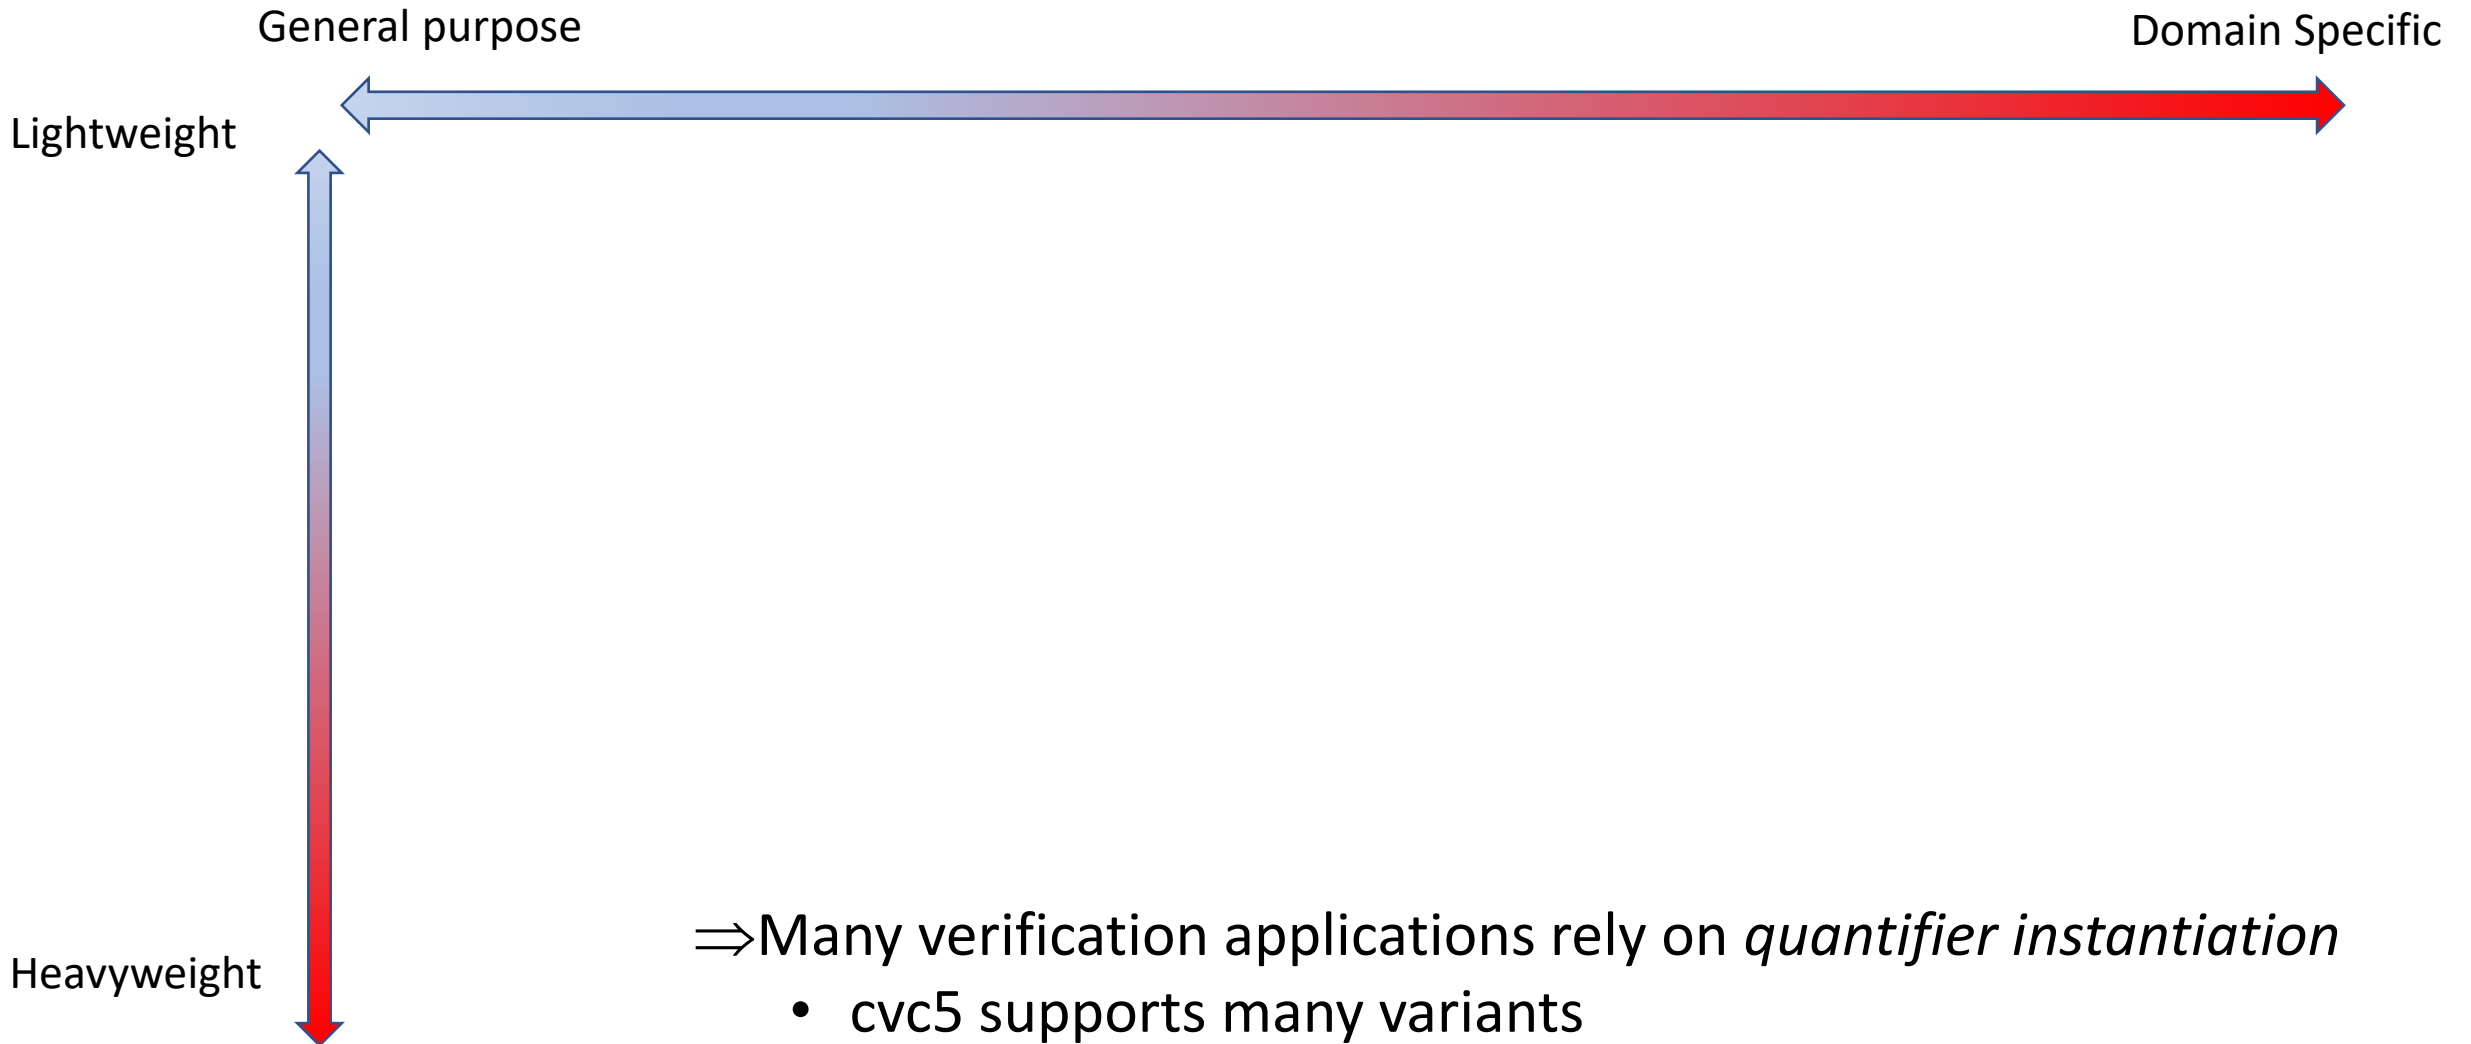 General purpose
Domain Specific
Lightweight
Heavyweight
⇒Many verification applications rely on quantifier instantiation
• cvc5 supports many variants